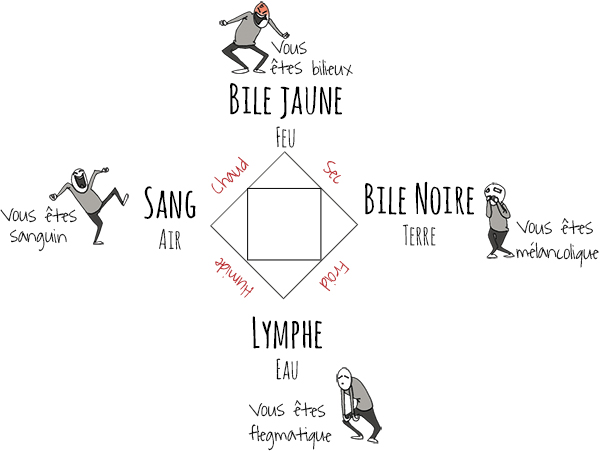 Vous
êtes bilieux
Bile jaune
Feu
Chaud
Sec
Sang
Air
Vous êtes
sanguin
Bile Noire
Terre
Vous êtes
mélancolique
Humide
Froid
Lymphe
Eau
Vous êtes
flegmatique